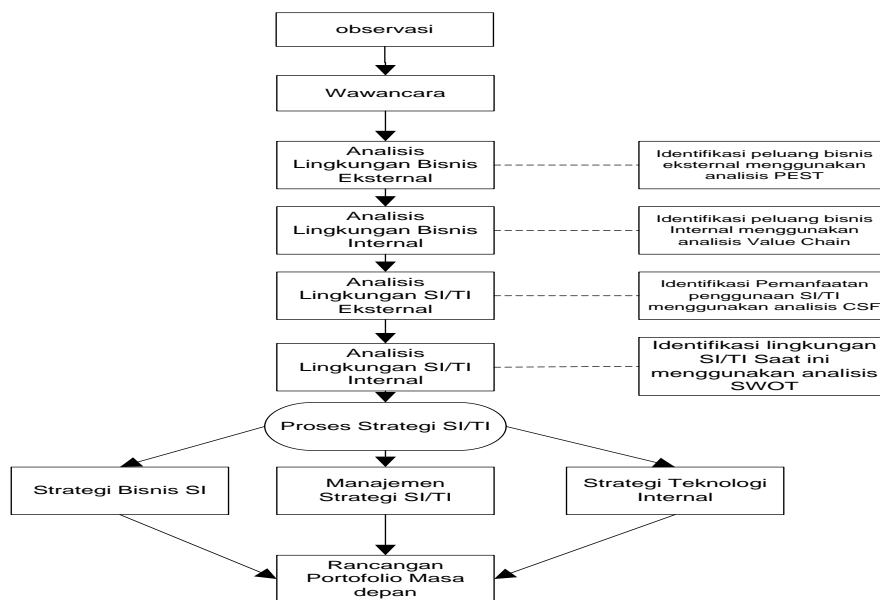 observasi
Wawancara
Analisis
Lingkungan Bisnis
Eksternal
Identifikasi peluang bisnis
eksternal menggunakan
analisis PEST
Analisis
Lingkungan Bisnis
Internal
Identifikasi peluang bisnis
Internal menggunakan
analisis Value Chain
Analisis
Lingkungan SI/TI
Eksternal
Identifikasi Pemanfaatan
penggunaan SI/TI
menggunakan analisis CSF
Analisis
Lingkungan SI/TI
Internal
Identifikasi lingkungan
SI/TI Saat ini
menggunakan analisis
SWOT
Proses Strategi SI/TI
Strategi Bisnis SI
Manajemen
Strategi SI/TI
Strategi Teknologi
Internal
Rancangan
Portofolio Masa
depan